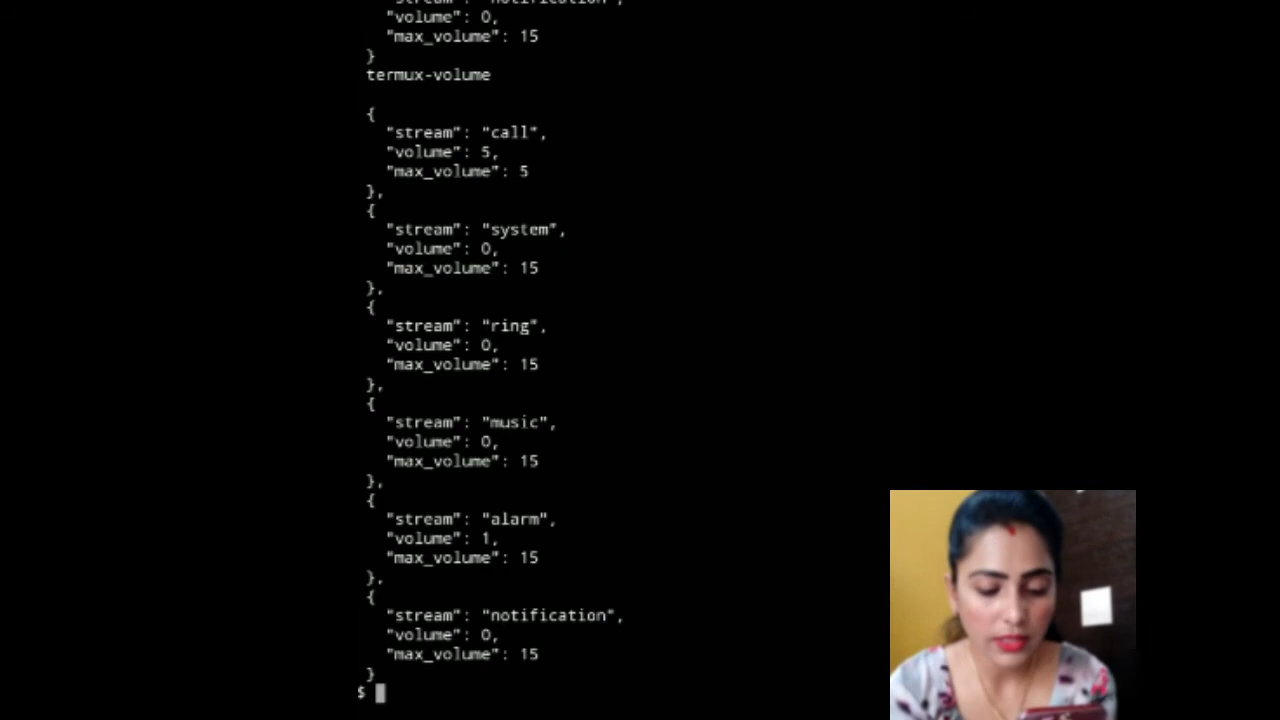 "stream": "notification",
"volume": 0,
"max_volume": 15
}
termux-volume
{
"stream": "call",
"volume": 5,
"max_volume": 5
},
{
"stream": "system",
"volume": 0,
"max_volume": 15
},
{
"stream": "ring",
"volume": 0,
"max_volume": 15
},
{
"stream": "music",
"volume": 0,
"max_volume": 15
},
{
"stream": "alarm",
"volume": 1,
"max_volume": 15
},
{
"stream": "notification",
"volume": 0,
"max_volume": 15
}
$